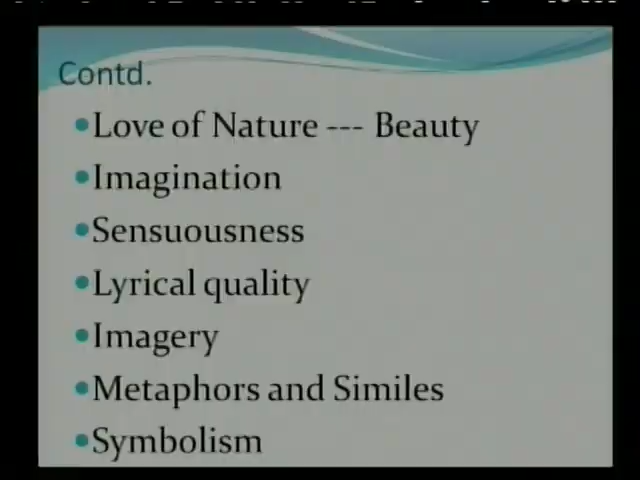 Contd.
Love of Nature --- Beauty
Imagination
Sensuousness
Lyrical quality
Imagery
Metaphors and Similes
Symbolism